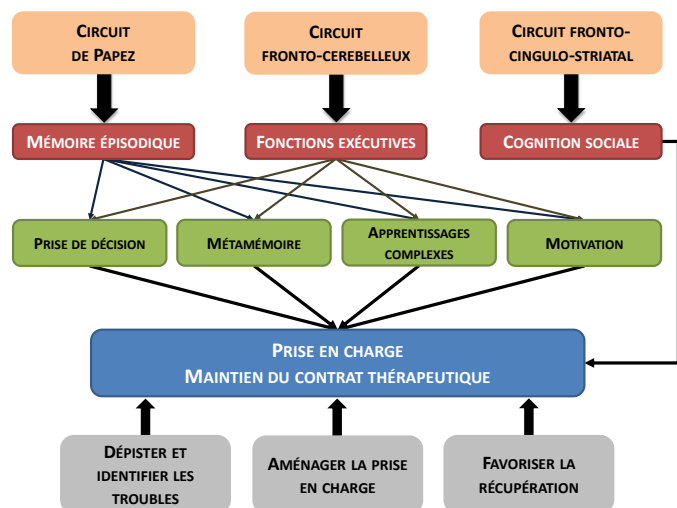 CIRCUIT
DE PAPEZ
CIRCUIT
FRONTO-CEREBELLEUX
CIRCUIT FRONTO-
CINGULO-STRIATAL
MÉMOIRE ÉPISODIQUE
FONCTIONS EXÉCUTIVES
COGNITION SOCIALE
PRISE DE DÉCISION
MÉTAMÉMOIRE
APPRENTISSAGES
COMPLEXES
MOTIVATION
PRISE EN CHARGE
MAINTIEN DU CONTRAT THÉRAPEUTIQUE
DÉPISTER ET
IDENTIFIER LES
TROUBLES
AMÉNAGER LA PRISE
EN CHARGE
FAVORISER LA
RÉCUPÉRATION